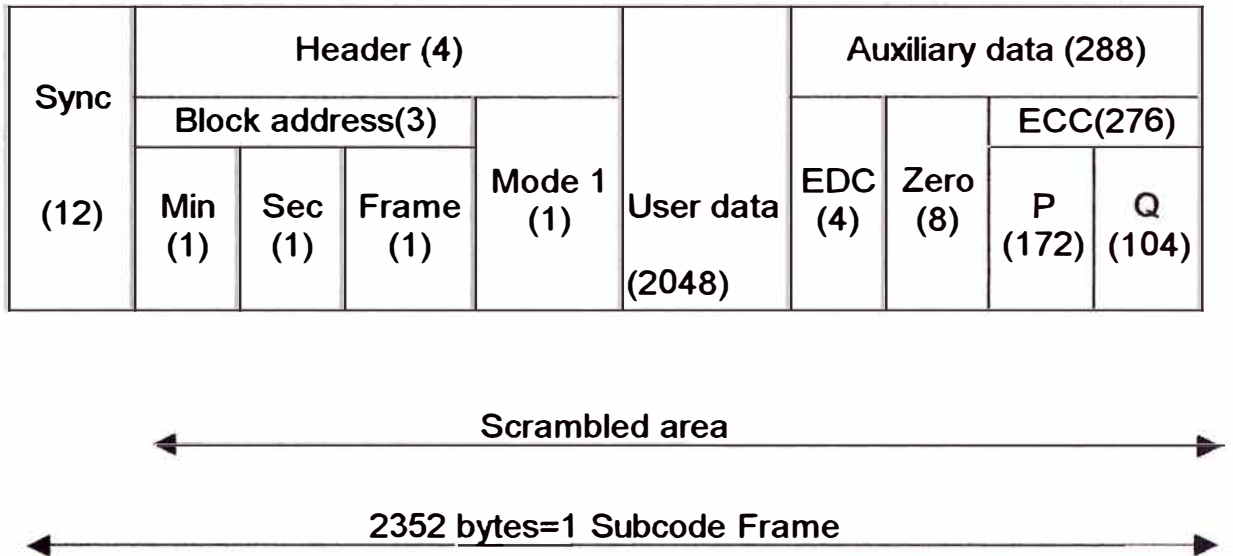 Header (4)
Auxiliary data (288)
Sync
Block address(3)
ECC(276)
Mode 1
(1)
EDC
(4)
Zero
(8)
(12)
Min
(1)
Sec
(1)
Frame
(1)
User data
(2048)
P
(172)
Q
(104)
Scrambled area
2352 bytes=1 Subcode Frame